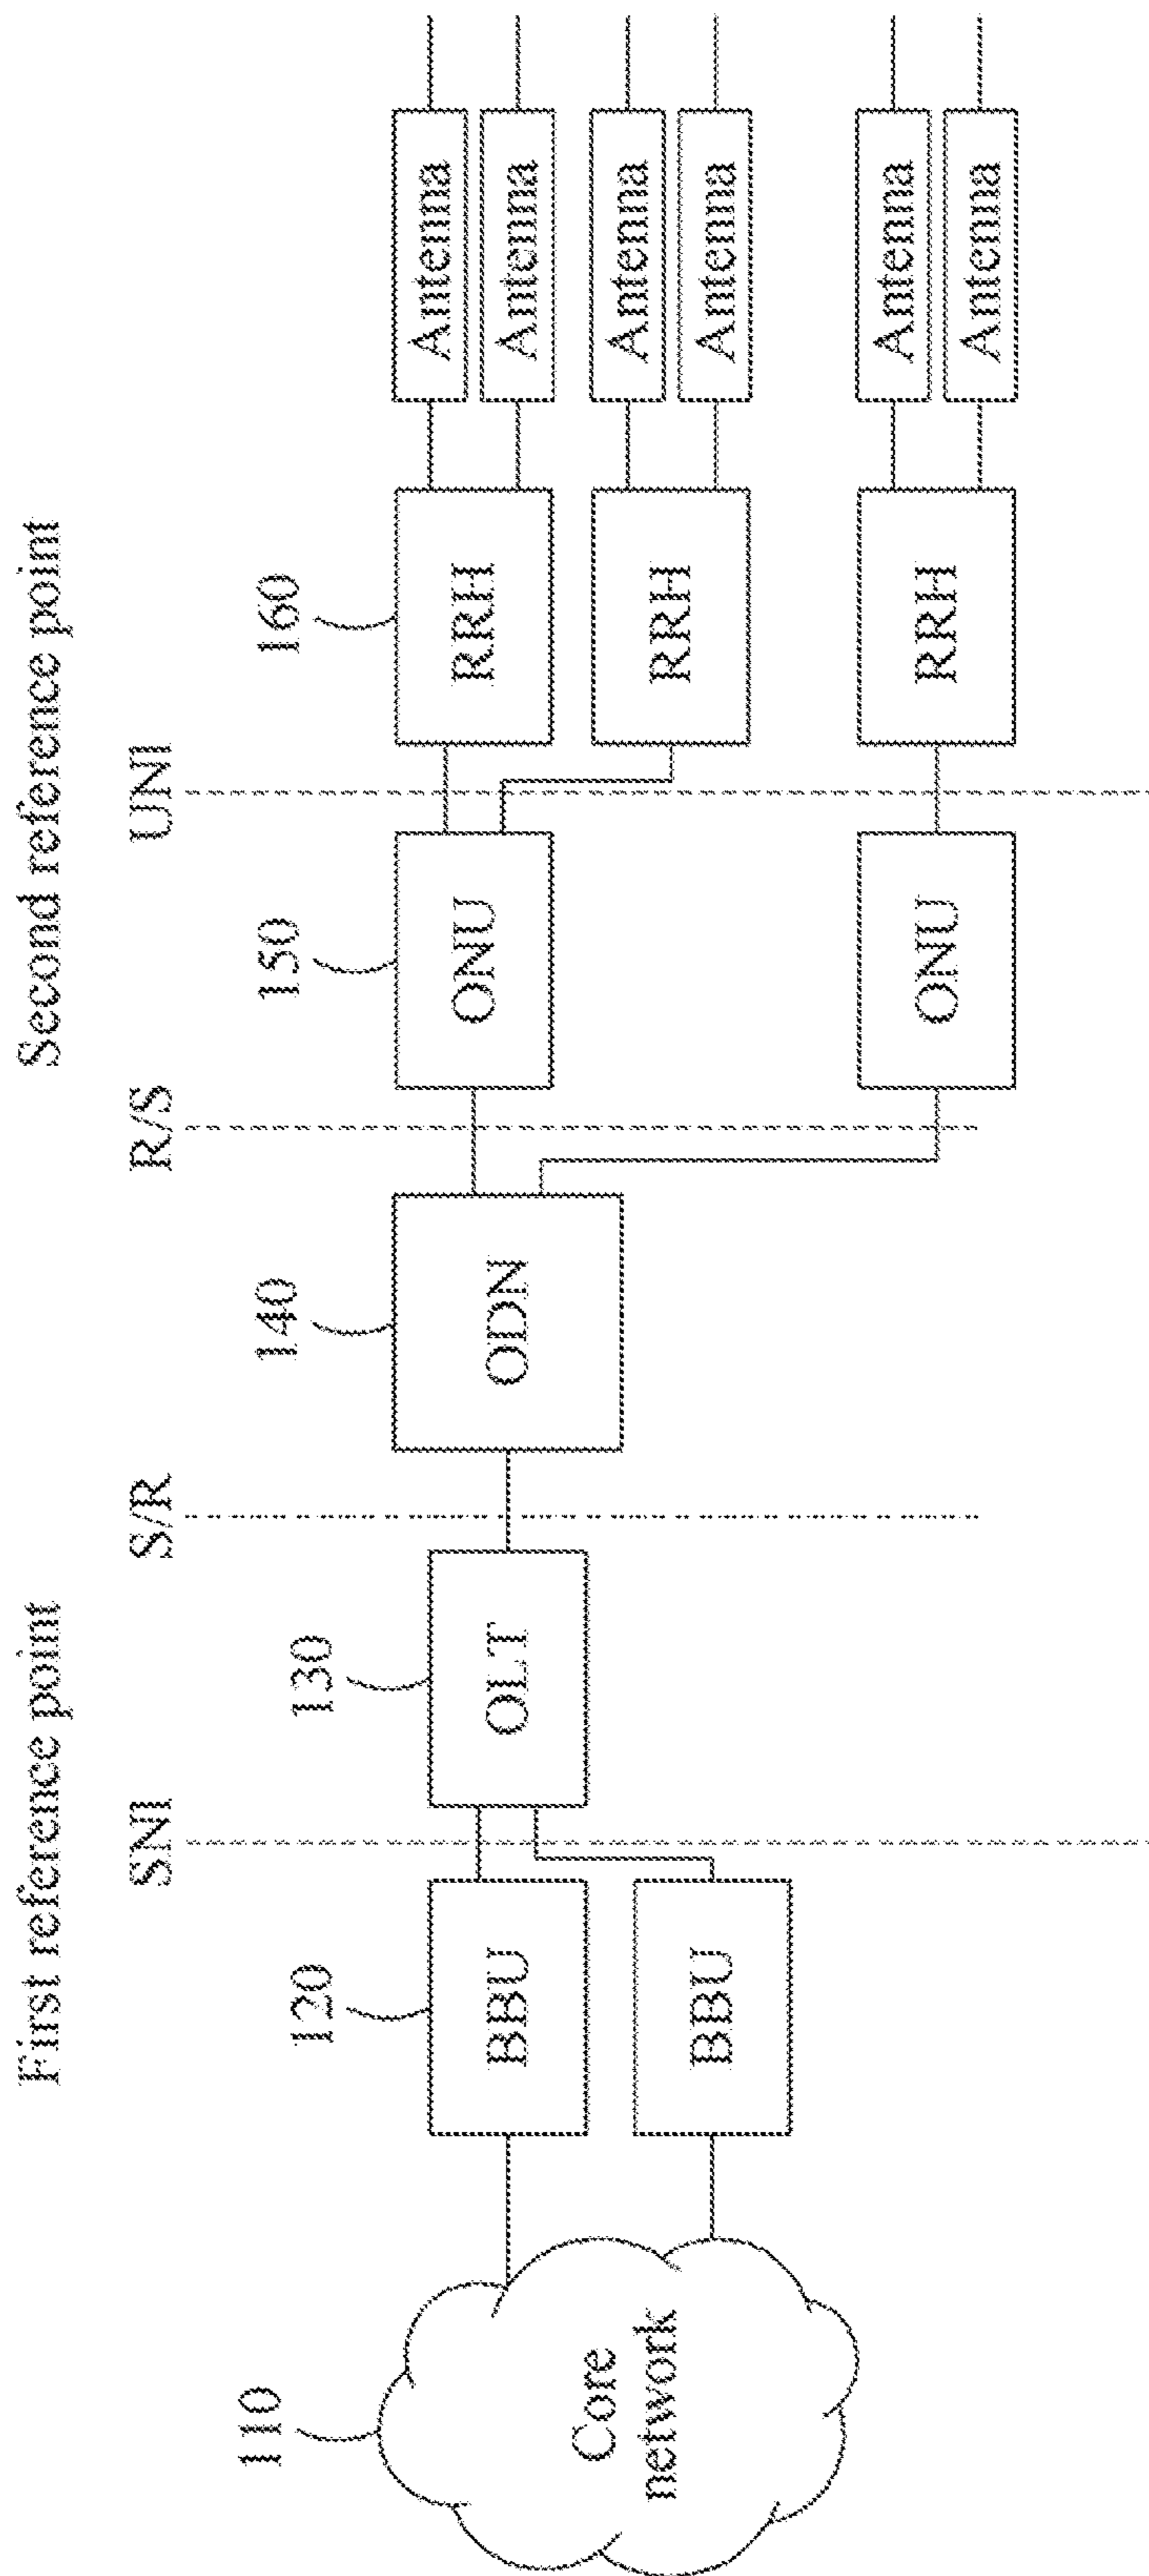 First reference point
Second reference point
SNI
S/R
R/S
UNI
110
120
130
140
150
160
Core
network
BBU
BBU
OLT
ODN
ONU
ONU
RRH
RRH
RRH
Antenna
Antenna
Antenna
Antenna
Antenna
Antenna